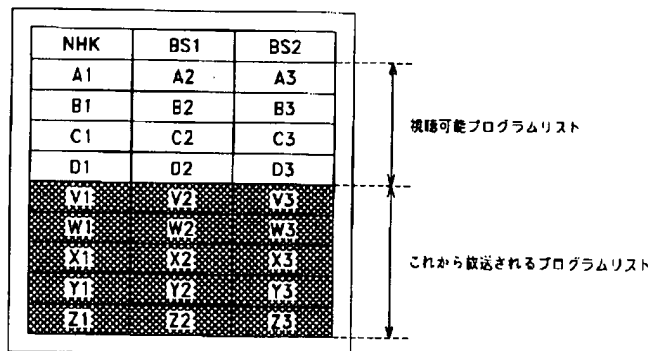 NHK BS1 BS2
A1 A2 A3
B1 B2 B3
C1 C2 C3
D1 D2 D3
V1 V2 V3
W1 W2 W3
X1 X2 X3
Y1 Y2 Y3
Z1 Z2 Z3
視聴可能プログラムリスト
これから放送されるプログラムリスト